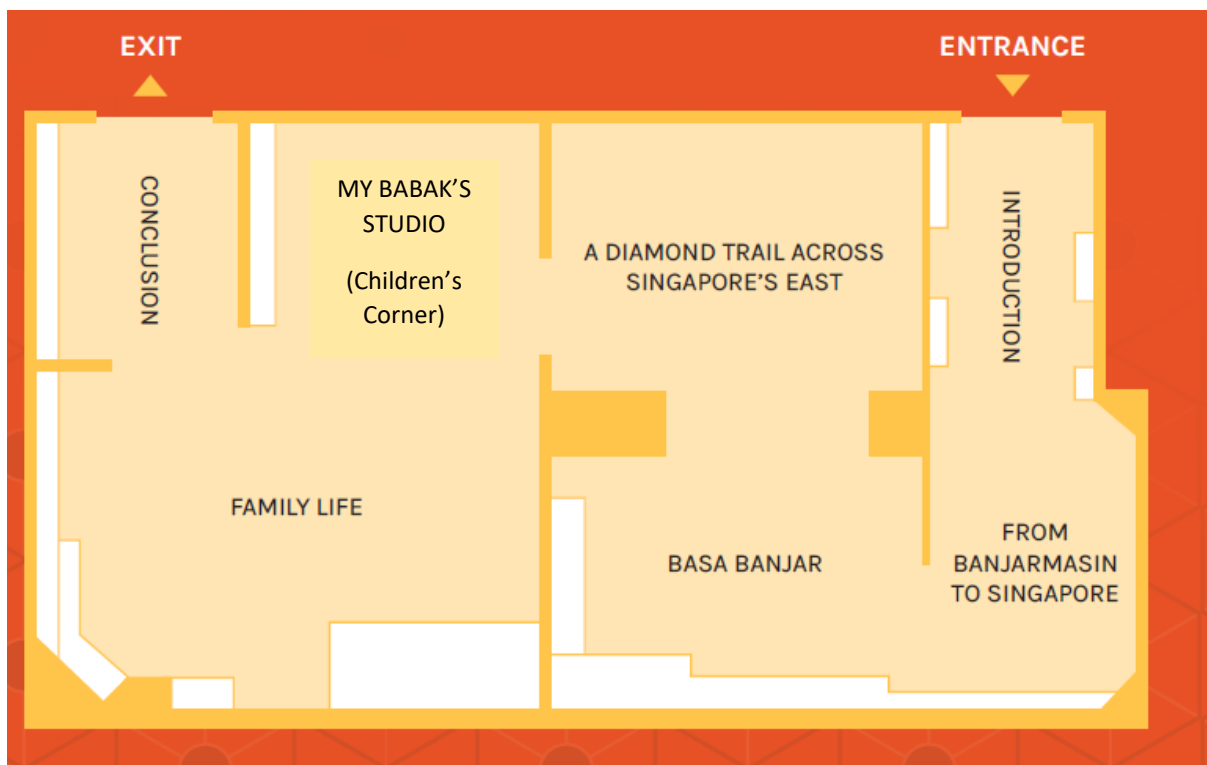 EXIT
ENTRANCE
CONCLUSION
MY BABAK’S
STUDIO
(Children’s
Corner)
A DIAMOND TRAIL ACROSS
SINGAPORE’S EAST
INTRODUCTION
FAMILY LIFE
BASA BANJAR
FROM
BANJARMASIN
TO SINGAPORE